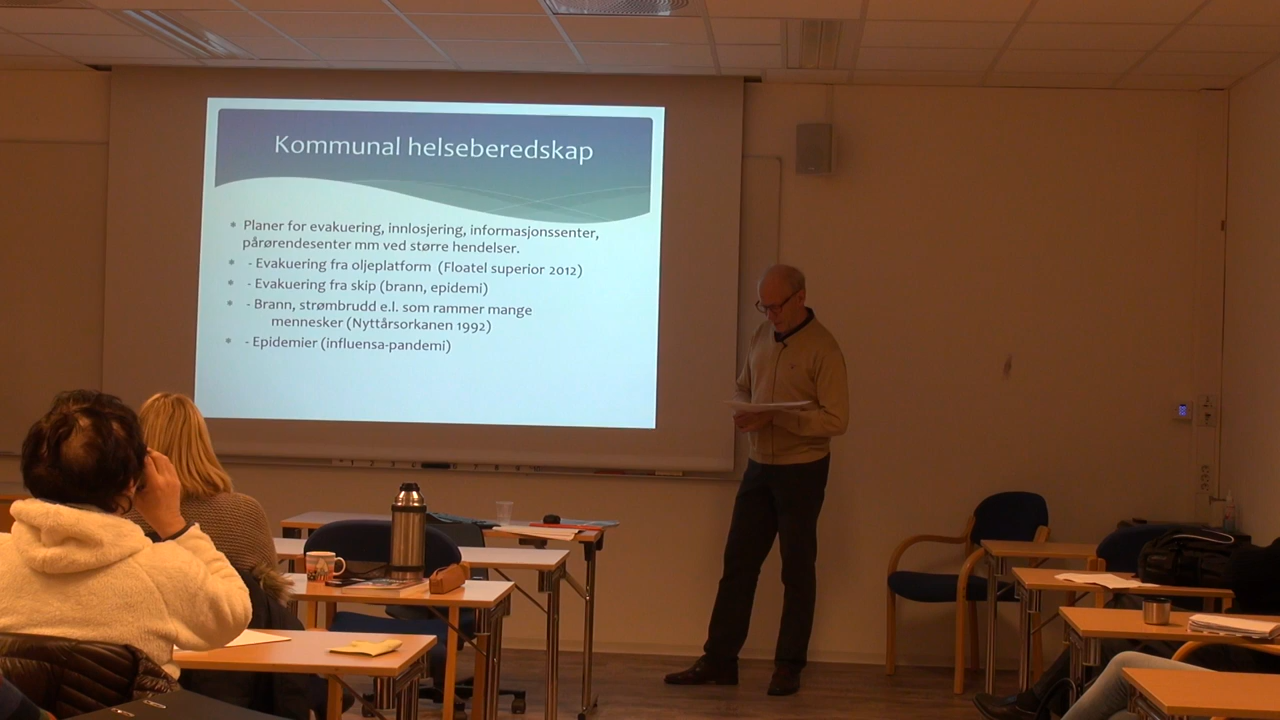 Kommunal helseberedskap
* Planer for evakuering, innlosjering, informasjonssenter,
pårørendesenter mm ved større hendelser.
* - Evakuering fra oljeplatform (Floatel superior 2012)
* - Evakuering fra skip (brann, epidemi)
* - Brann, strømbrudd e.l. som rammer mange
mennesker (Nyttårsorkanen 1992)
* - Epidemier (influensa-pandemi)